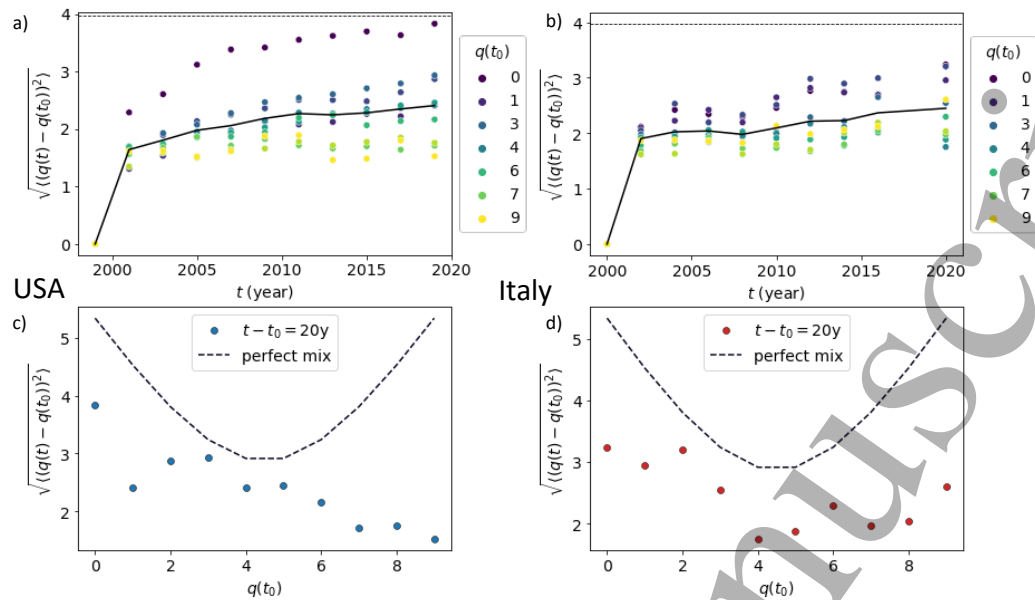 a)
4
3
2
1
0
√⟨(q(t) − q(t₀))²⟩
2000 2005 2010 2015 2020
t (year)
q(t₀)
0
1
3
4
6
7
9
b)
4
3
2
1
0
√⟨(q(t) − q(t₀))²⟩
2000 2005 2010 2015 2020
t (year)
q(t₀)
0
1
3
4
6
7
9
USA
Italy
c)
5
4
3
2
√⟨(q(t) − q(t₀))²⟩
t − t₀ = 20y
perfect mix
0 2 4 6 8
q(t₀)
d)
5
4
3
2
√⟨(q(t) − q(t₀))²⟩
t − t₀ = 20y
perfect mix
0 2 4 6 8
q(t₀)
nuscr